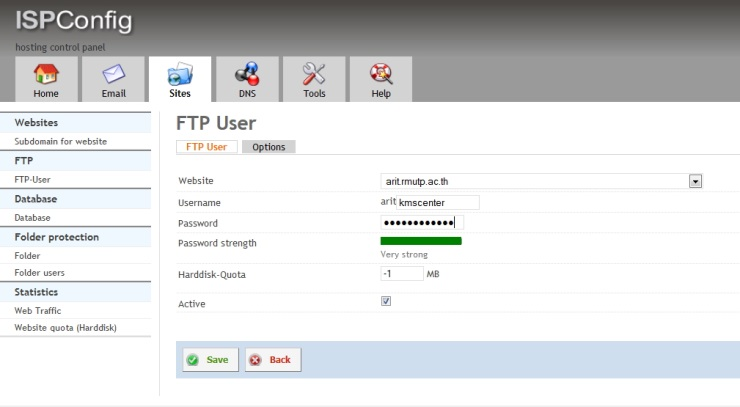 ISPConfig
hosting control panel
Home Email Sites DNS Tools Help
Websites
Subdomain for website
FTP
FTP-User
Database
Database
Folder protection
Folder
Folder users
Statistics
Web Traffic
Website quota (Harddisk)
FTP User
FTP User Options
Website arit.rmutp.ac.th
Username arit kmscenter
Password ●●●●●●●●●●●●
Password strength
Very strong
Harddisk-Quota -1 MB
Active
Save Back